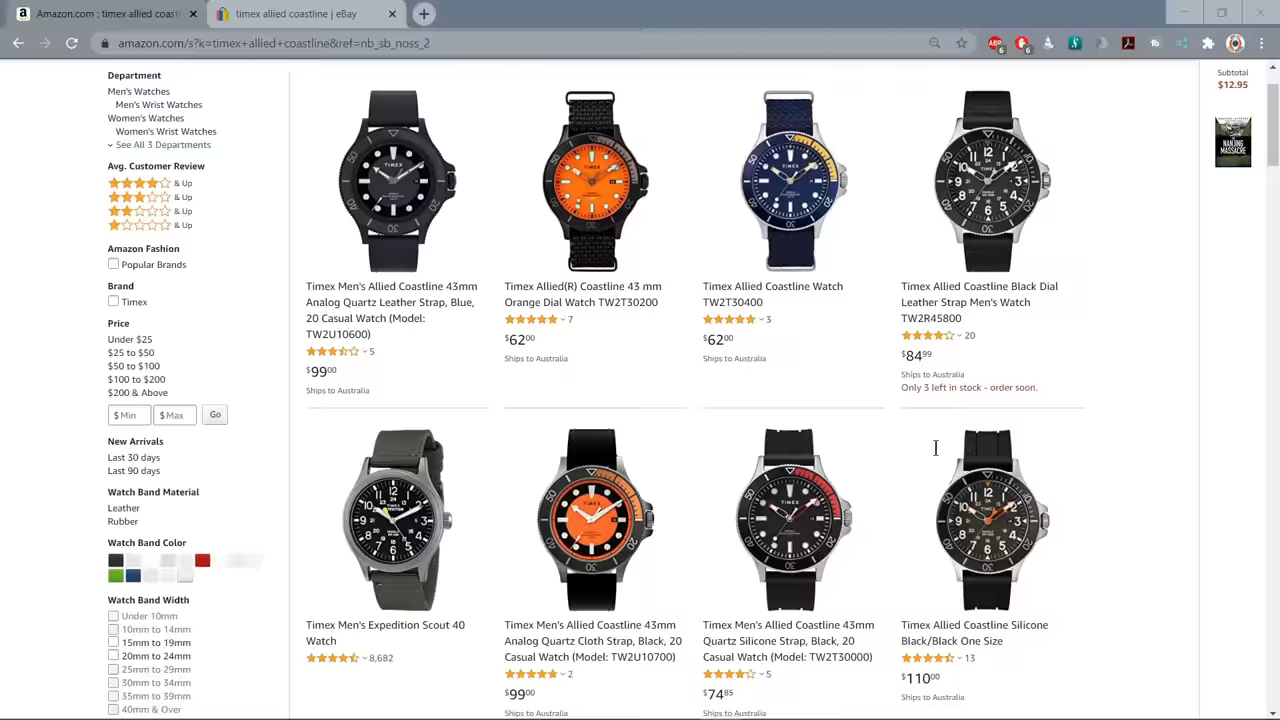 Amazon.com : timex allied coast
timex allied coastline | eBay
amazon.com/s?k=timex+allied+coastline&ref=nb_sb_noss_2
Subtotal
$12.95
NANJING
MASSACRE
Department
Men's Watches
Men's Wrist Watches
Women's Watches
Women's Wrist Watches
See All 3 Departments
Avg. Customer Review
& Up
& Up
& Up
& Up
Amazon Fashion
Popular Brands
Brand
Timex
Price
Under $25
$25 to $50
$50 to $100
$100 to $200
$200 & Above
$ Min $ Max Go
New Arrivals
Last 30 days
Last 90 days
Watch Band Material
Leather
Rubber
Watch Band Color
Watch Band Width
Under 10mm
10mm to 14mm
15mm to 19mm
20mm to 24mm
25mm to 29mm
30mm to 34mm
35mm to 39mm
40mm & Over
Timex Men's Allied Coastline 43mm
Analog Quartz Leather Strap, Blue,
20 Casual Watch (Model:
TW2U10600)
5
$99.00
Ships to Australia
Timex Allied(R) Coastline 43 mm
Orange Dial Watch TW2T30200
7
$62.00
Ships to Australia
Timex Allied Coastline Watch
TW2T30400
3
$62.00
Ships to Australia
Timex Allied Coastline Black Dial
Leather Strap Men's Watch
TW2R45800
20
$84.99
Ships to Australia
Only 3 left in stock - order soon.
Timex Men's Expedition Scout 40
Watch
8,682
Timex Men's Allied Coastline 43mm
Analog Quartz Cloth Strap, Black, 20
Casual Watch (Model: TW2U10700)
2
$99.00
Ships to Australia
Timex Men's Allied Coastline 43mm
Quartz Silicone Strap, Black, 20
Casual Watch (Model: TW2T30000)
5
$74.85
Ships to Australia
Timex Allied Coastline Silicone
Black/Black One Size
13
$110.00
Ships to Australia